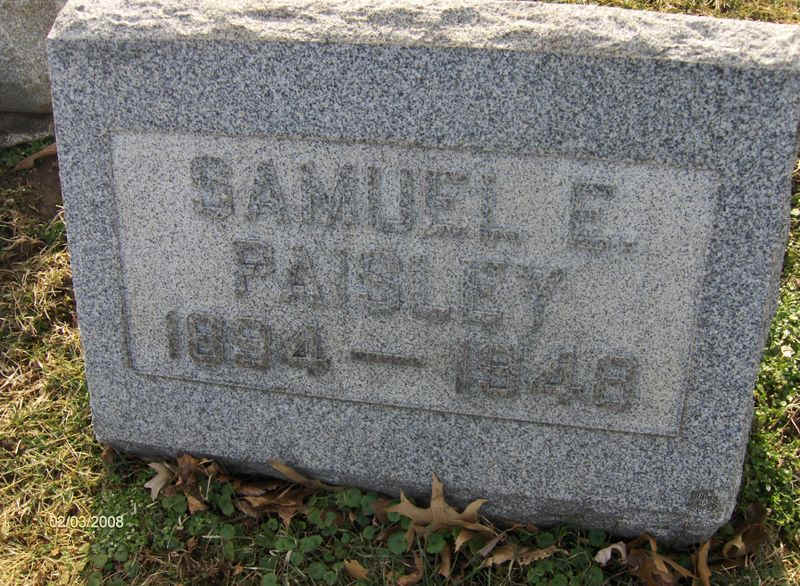 SAMUEL E.
PAISLEY
1894 — 1948
02/03/2008